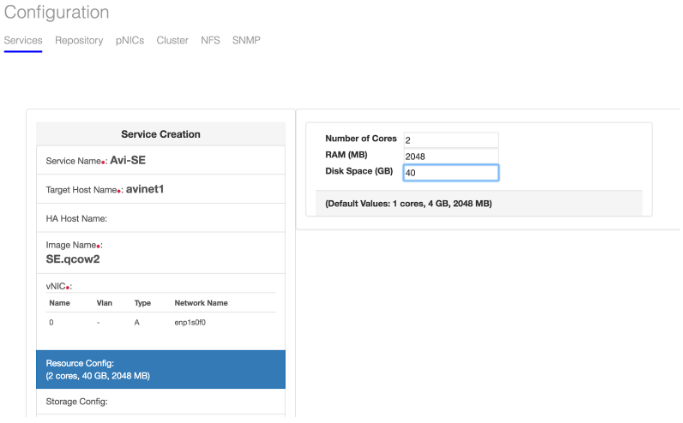 Configuration
Services Repository pNICs Cluster NFS SNMP
Service Creation
Service Name•: Avi-SE
Target Host Name•: avinet1
HA Host Name:
Image Name•:
SE.qcow2
vNIC•:
Name Vlan Type Network Name
0 - A enp1s0f0
Resource Config:
(2 cores, 40 GB, 2048 MB)
Storage Config:
Number of Cores 2
RAM (MB) 2048
Disk Space (GB) 40
(Default Values: 1 cores, 4 GB, 2048 MB)